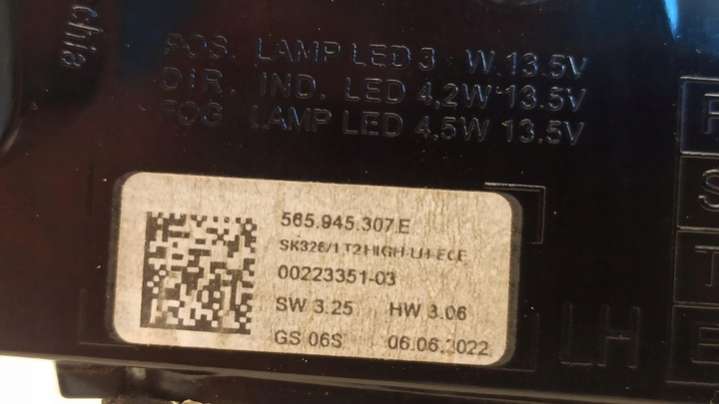 chia
POS. LAMP LED 3 W 13.5V
DIR. IND. LED 4,2W 13.5V
FOG LAMP LED 4,5W 13.5V
565.945.307.E
SK326/1 T2 HIGH LH ECE
00223351-03
SW 3.25 HW 3.06
GS 06S 06.06.2022
LH